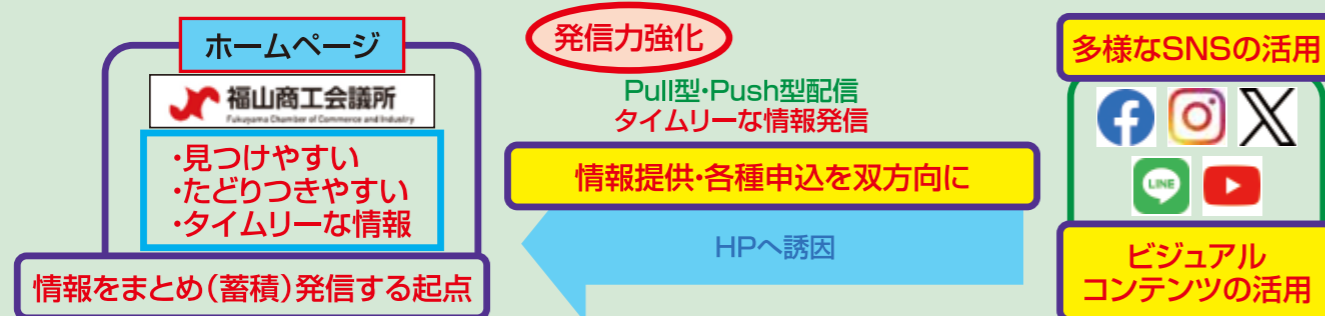 ホームページ
福山商工会議所
Fukuyama Chamber of Commerce and Industry
・見つけやすい
・たどりつきやすい
・タイムリーな情報
情報をまとめ（蓄積）発信する起点
発信力強化
Pull型・Push型配信
タイムリーな情報発信
情報提供・各種申込を双方向に
HPへ誘因
多様なSNSの活用
LINE
ビジュアル
コンテンツの活用